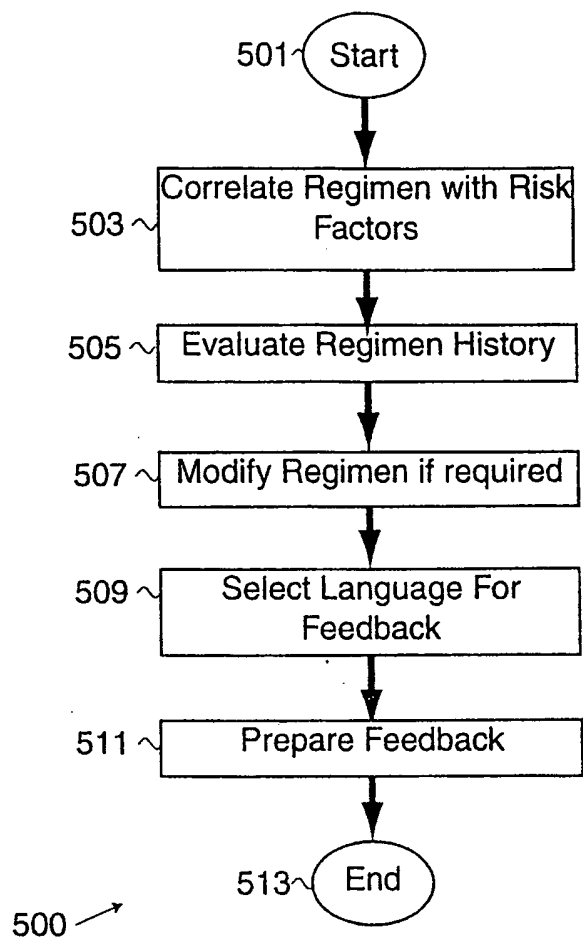 501 Start
Correlate Regimen with Risk
503 Factors
505 Evaluate Regimen History
507 Modify Regimen if required
509 Select Language For
Feedback
511 Prepare Feedback
513 End
500